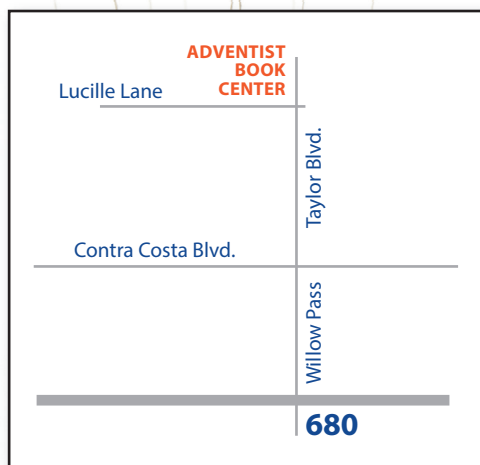 ADVENTIST
BOOK
CENTER
Lucille Lane
Taylor Blvd.
Contra Costa Blvd.
Willow Pass
680